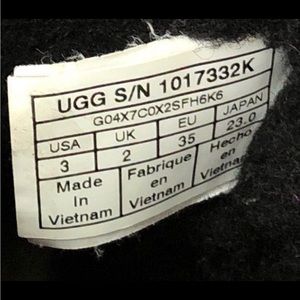 UGG S/N 1017332K
G04X7C0X2SFH6K6
USA UK EU JAPAN
3 2 35 23.0
Made Fabrique Hecho
in en en
Vietnam Vietnam Vietnam